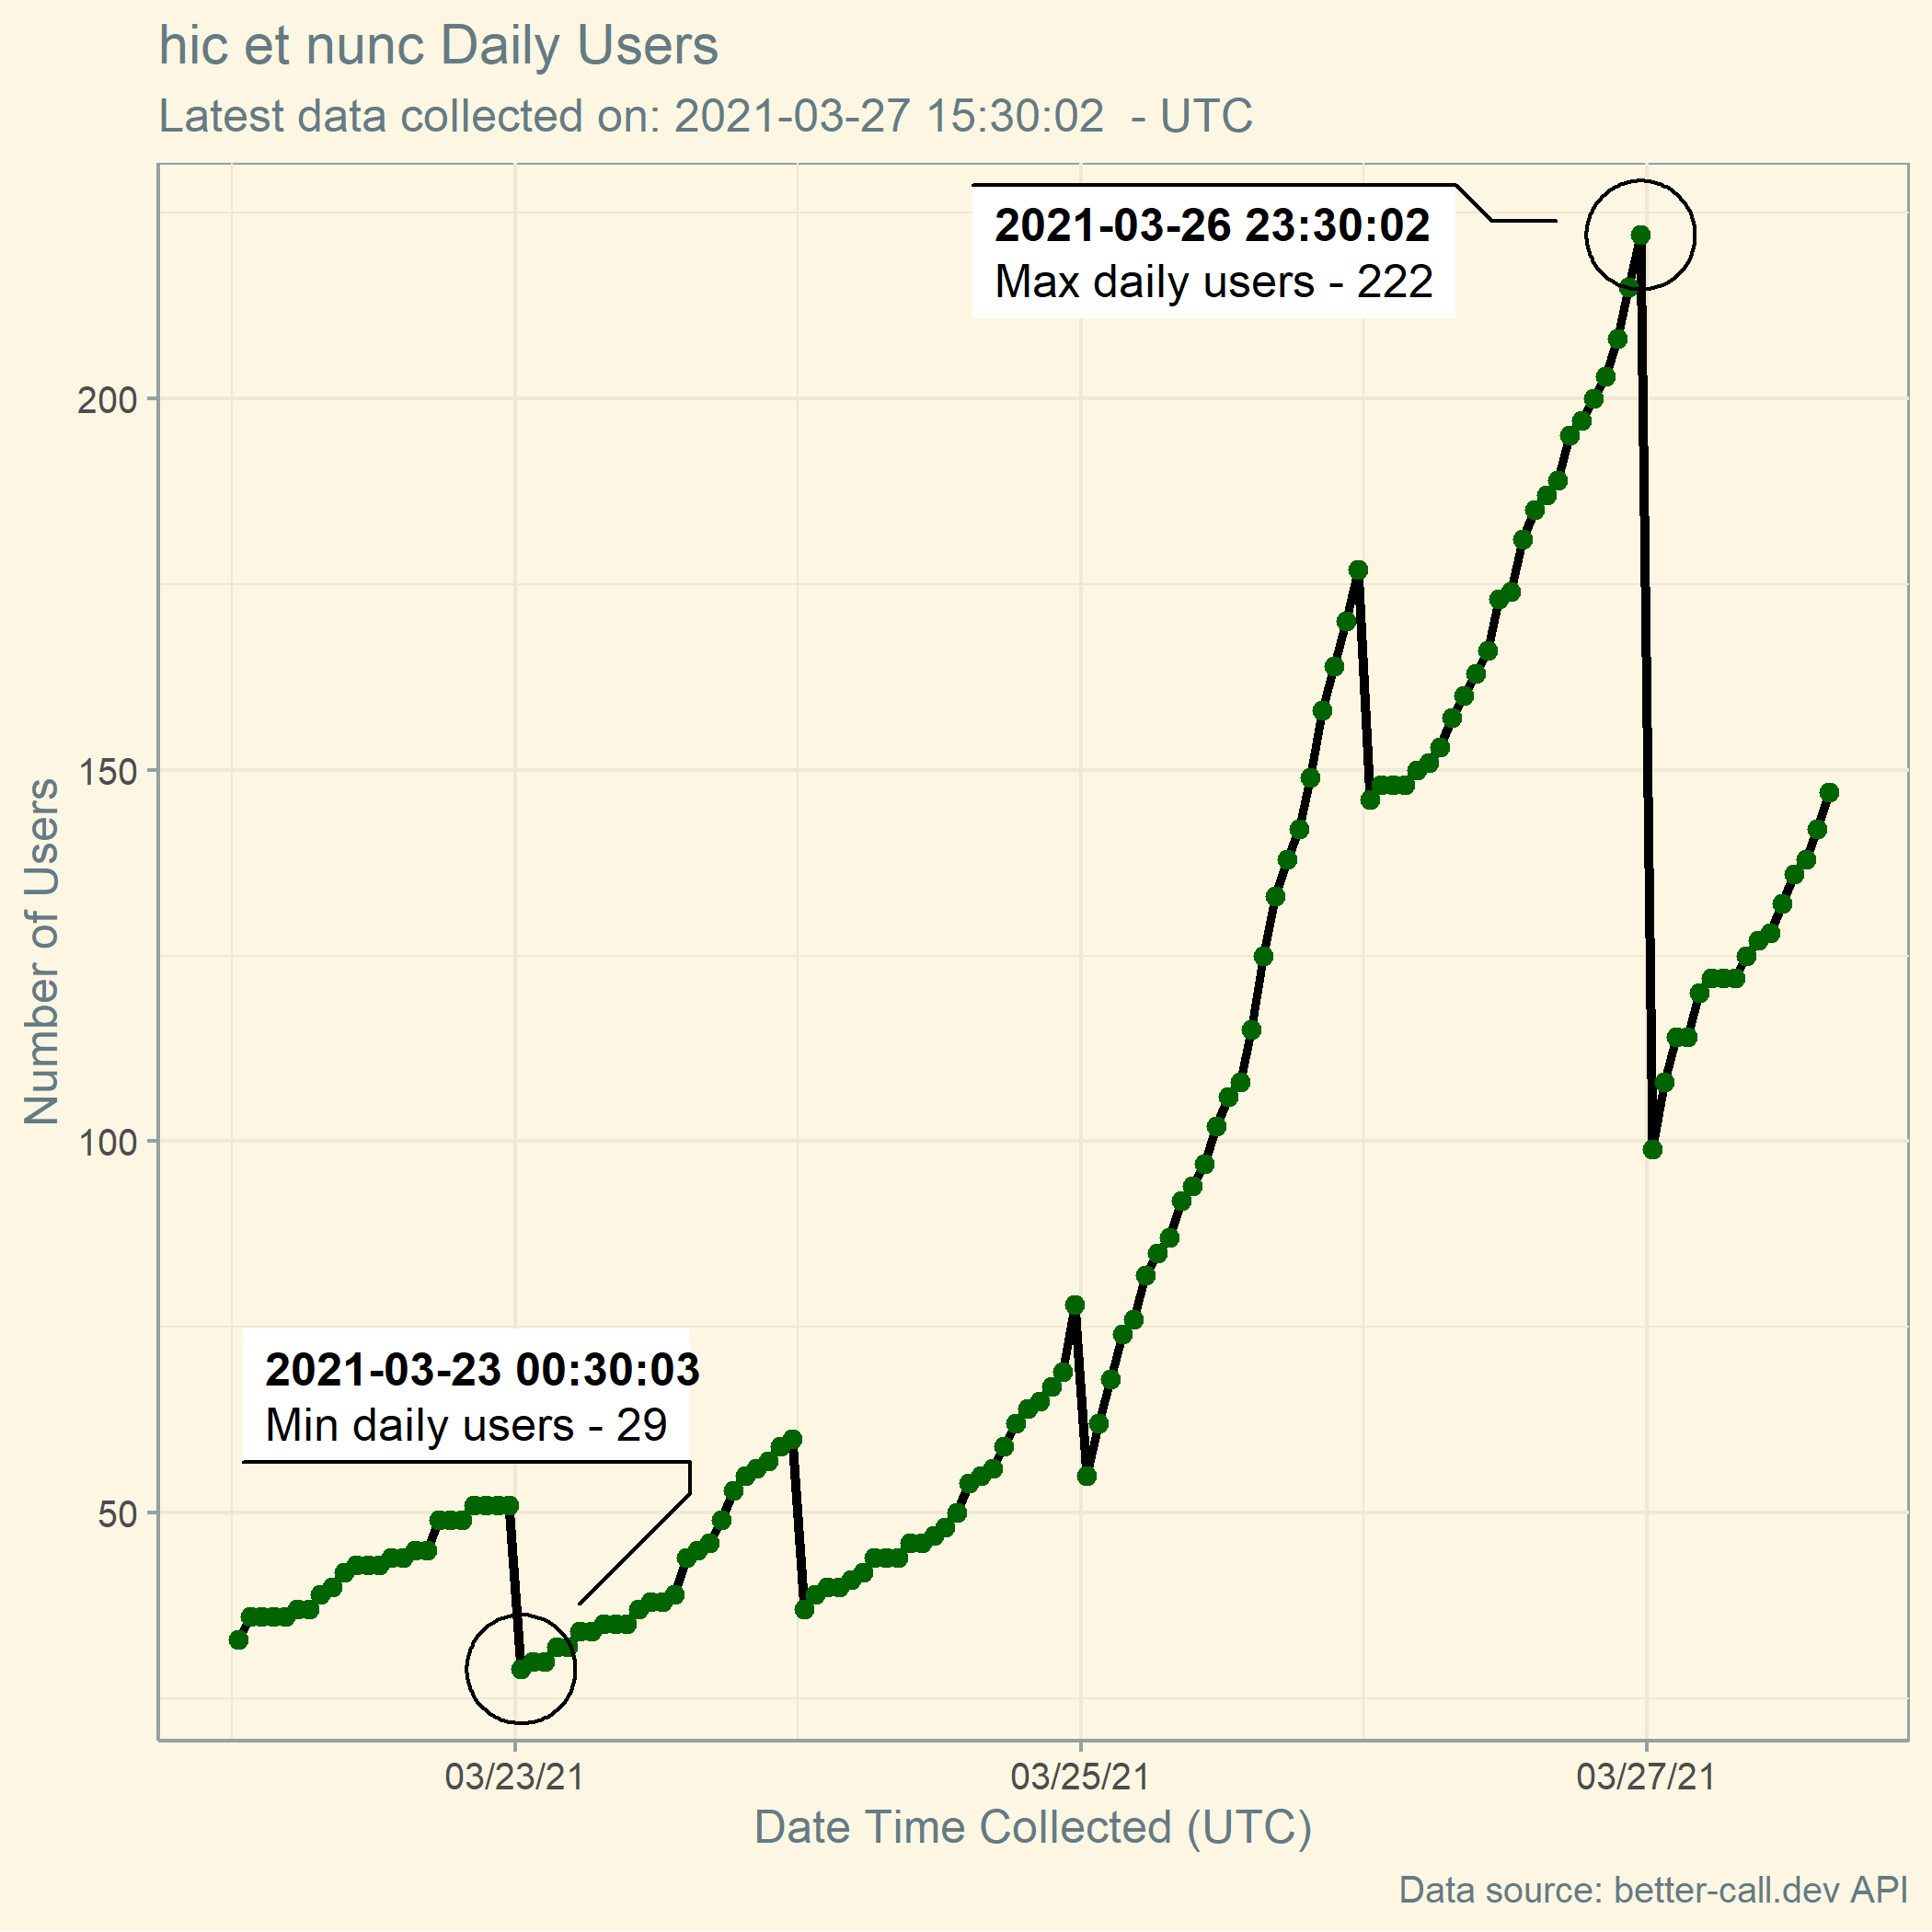 hic et nunc Daily Users
Latest data collected on: 2021-03-27 15:30:02  - UTC
2021-03-26 23:30:02
Max daily users - 222
200
150
100
50
Number of Users
2021-03-23 00:30:03
Min daily users - 29
03/23/21
03/25/21
03/27/21
Date Time Collected (UTC)
Data source: better-call.dev API